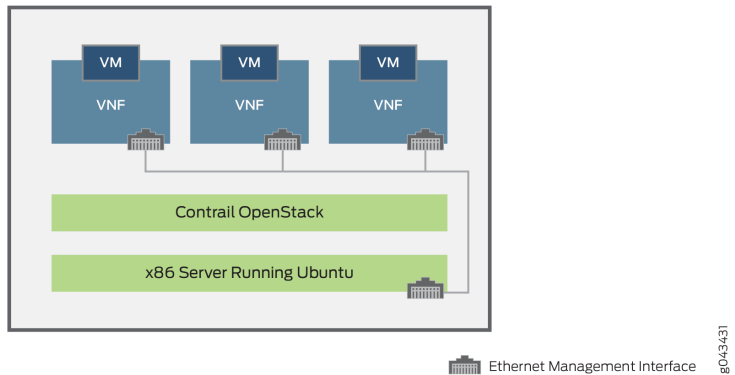 VM
VM
VM
VNF
VNF
VNF
Contrail OpenStack
x86 Server Running Ubuntu
Ethernet Management Interface
g043431